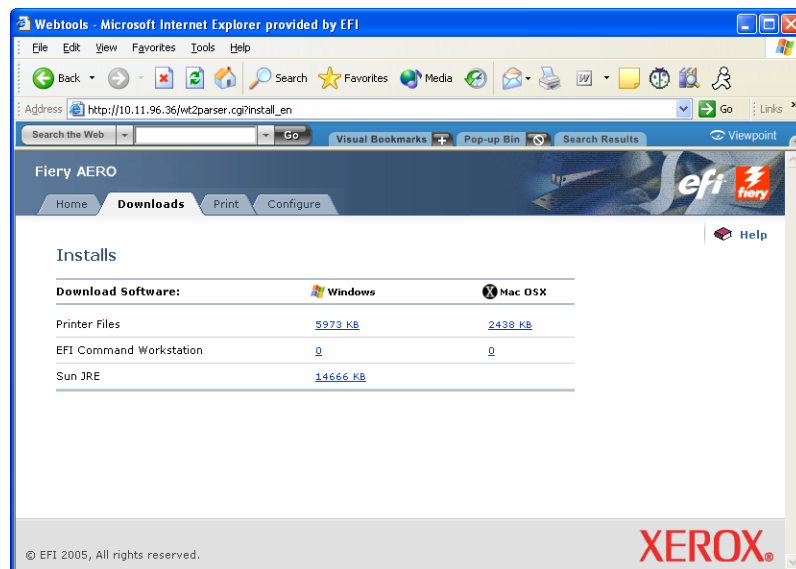 Webtools - Microsoft Internet Explorer provided by EFI
File Edit View Favorites Tools Help
Back Search Favorites Media
Address http://10.11.96.36/wt2parser.cgi?install_en Go Links »
Search the Web Go Visual Bookmarks Pop-up Bin Search Results Viewpoint
Fiery AERO
efi fiery
Home Downloads Print Configure
Help
Installs
Download Software: Windows Mac OSX
Printer Files 5973 KB 2438 KB
EFI Command Workstation 0 0
Sun JRE 14666 KB
© EFI 2005, All rights reserved.
XEROX®